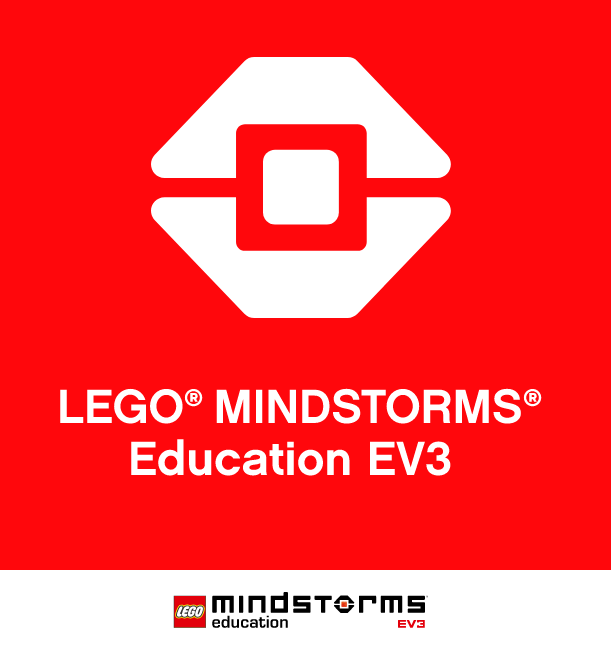 LEGO® MINDSTORMS®
Education EV3
LEGO mindstorms
education EV3